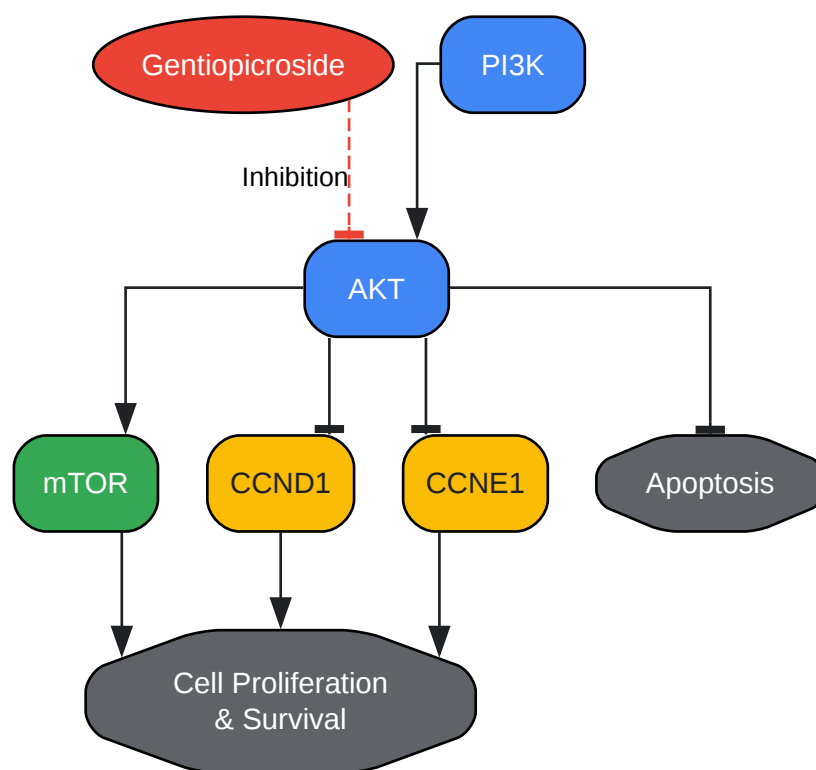 Gentiopicroside
PI3K
Inhibition
AKT
mTOR
CCND1
CCNE1
Apoptosis
Cell Proliferation
& Survival